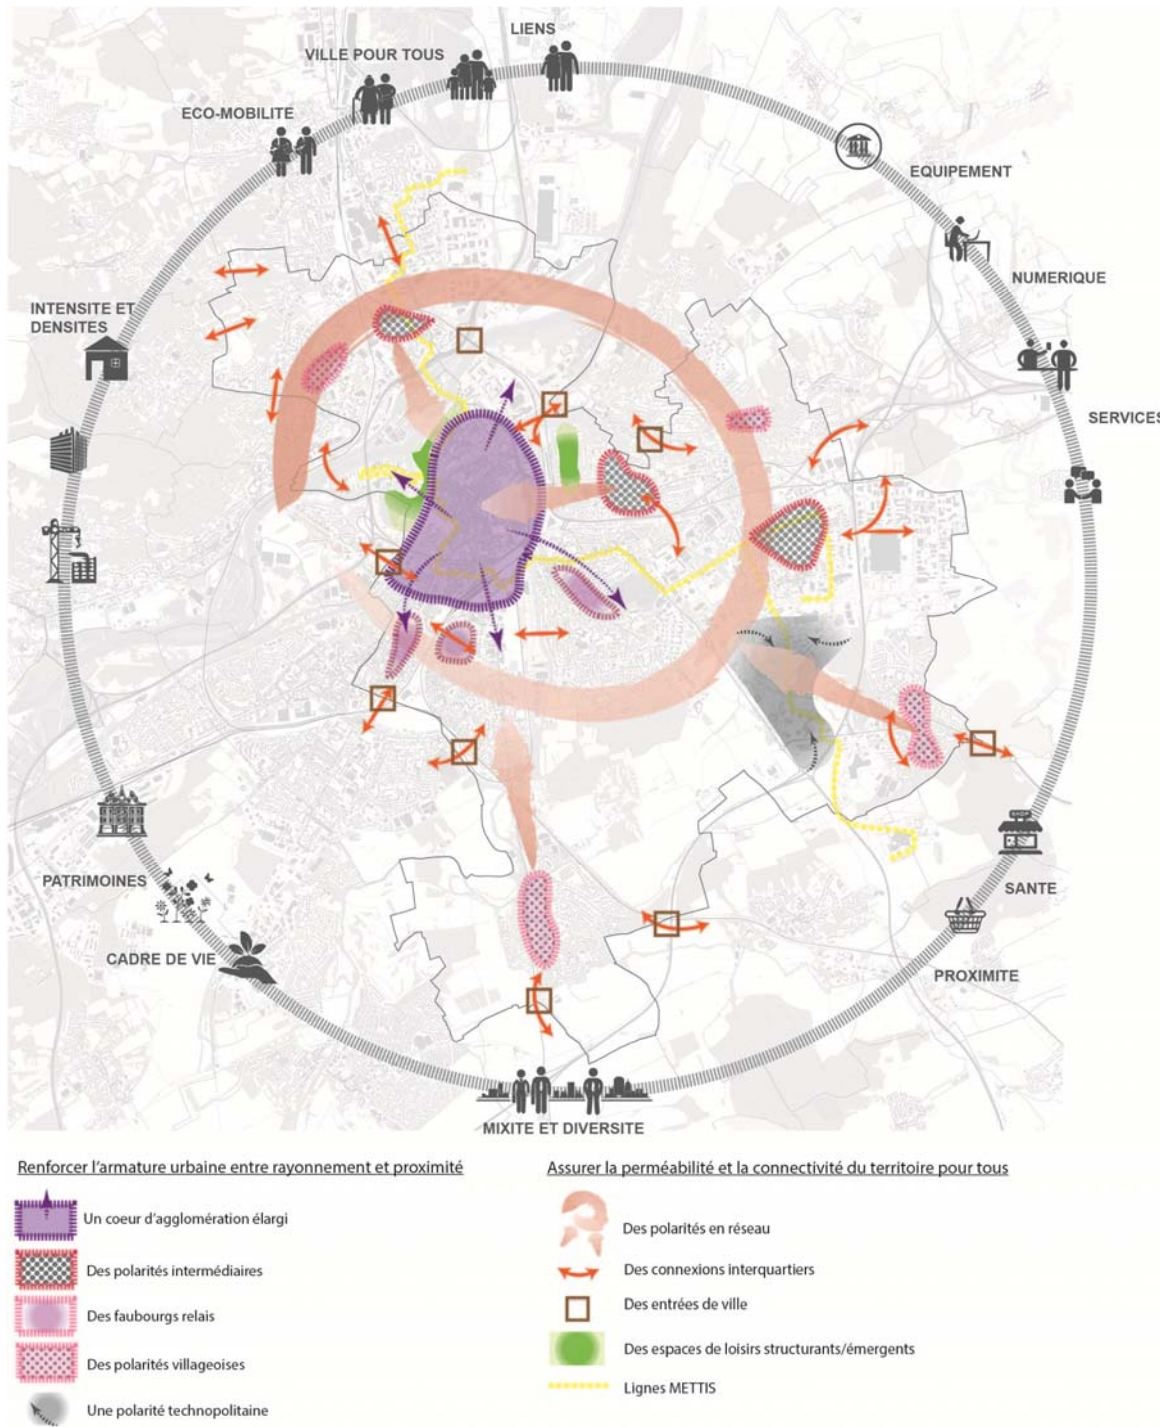 LIENS
VILLE POUR TOUS
ECO-MOBILITE
EQUIPEMENT
NUMERIQUE
INTENSITE ET
DENSITES
SERVICES
PATRIMOINES
SANTE
CADRE DE VIE
PROXIMITE
MIXITE ET DIVERSITE
Renforcer l'armature urbaine entre rayonnement et proximité
Un coeur d'agglomération élargi
Des polarités intermédiaires
Des faubourgs relais
Des polarités villageoises
Une polarité technopolitaine
Assurer la perméabilité et la connectivité du territoire pour tous
Des polarités en réseau
Des connexions interquartiers
Des entrées de ville
Des espaces de loisirs structurants/émergents
Lignes METTIS